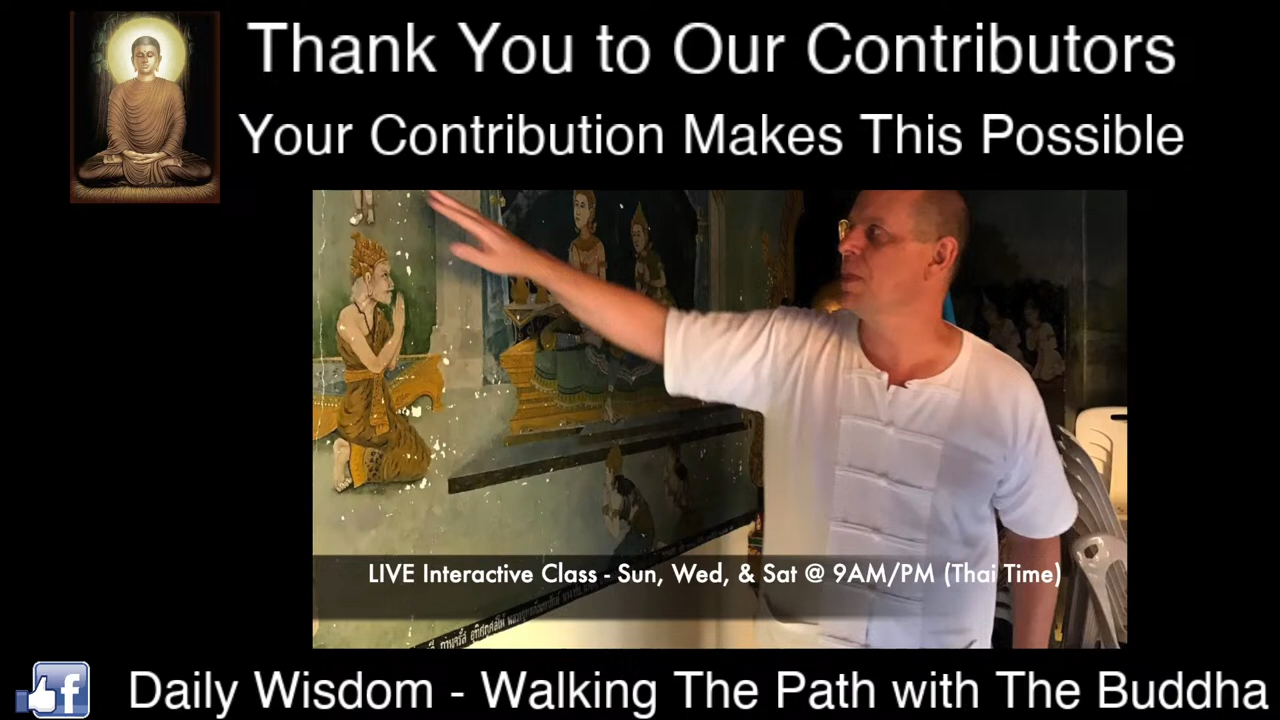 Thank You to Our Contributors
Your Contribution Makes This Possible
LIVE Interactive Class - Sun, Wed, & Sat @ 9AM/PM (Thai Time)
Daily Wisdom - Walking The Path with The Buddha